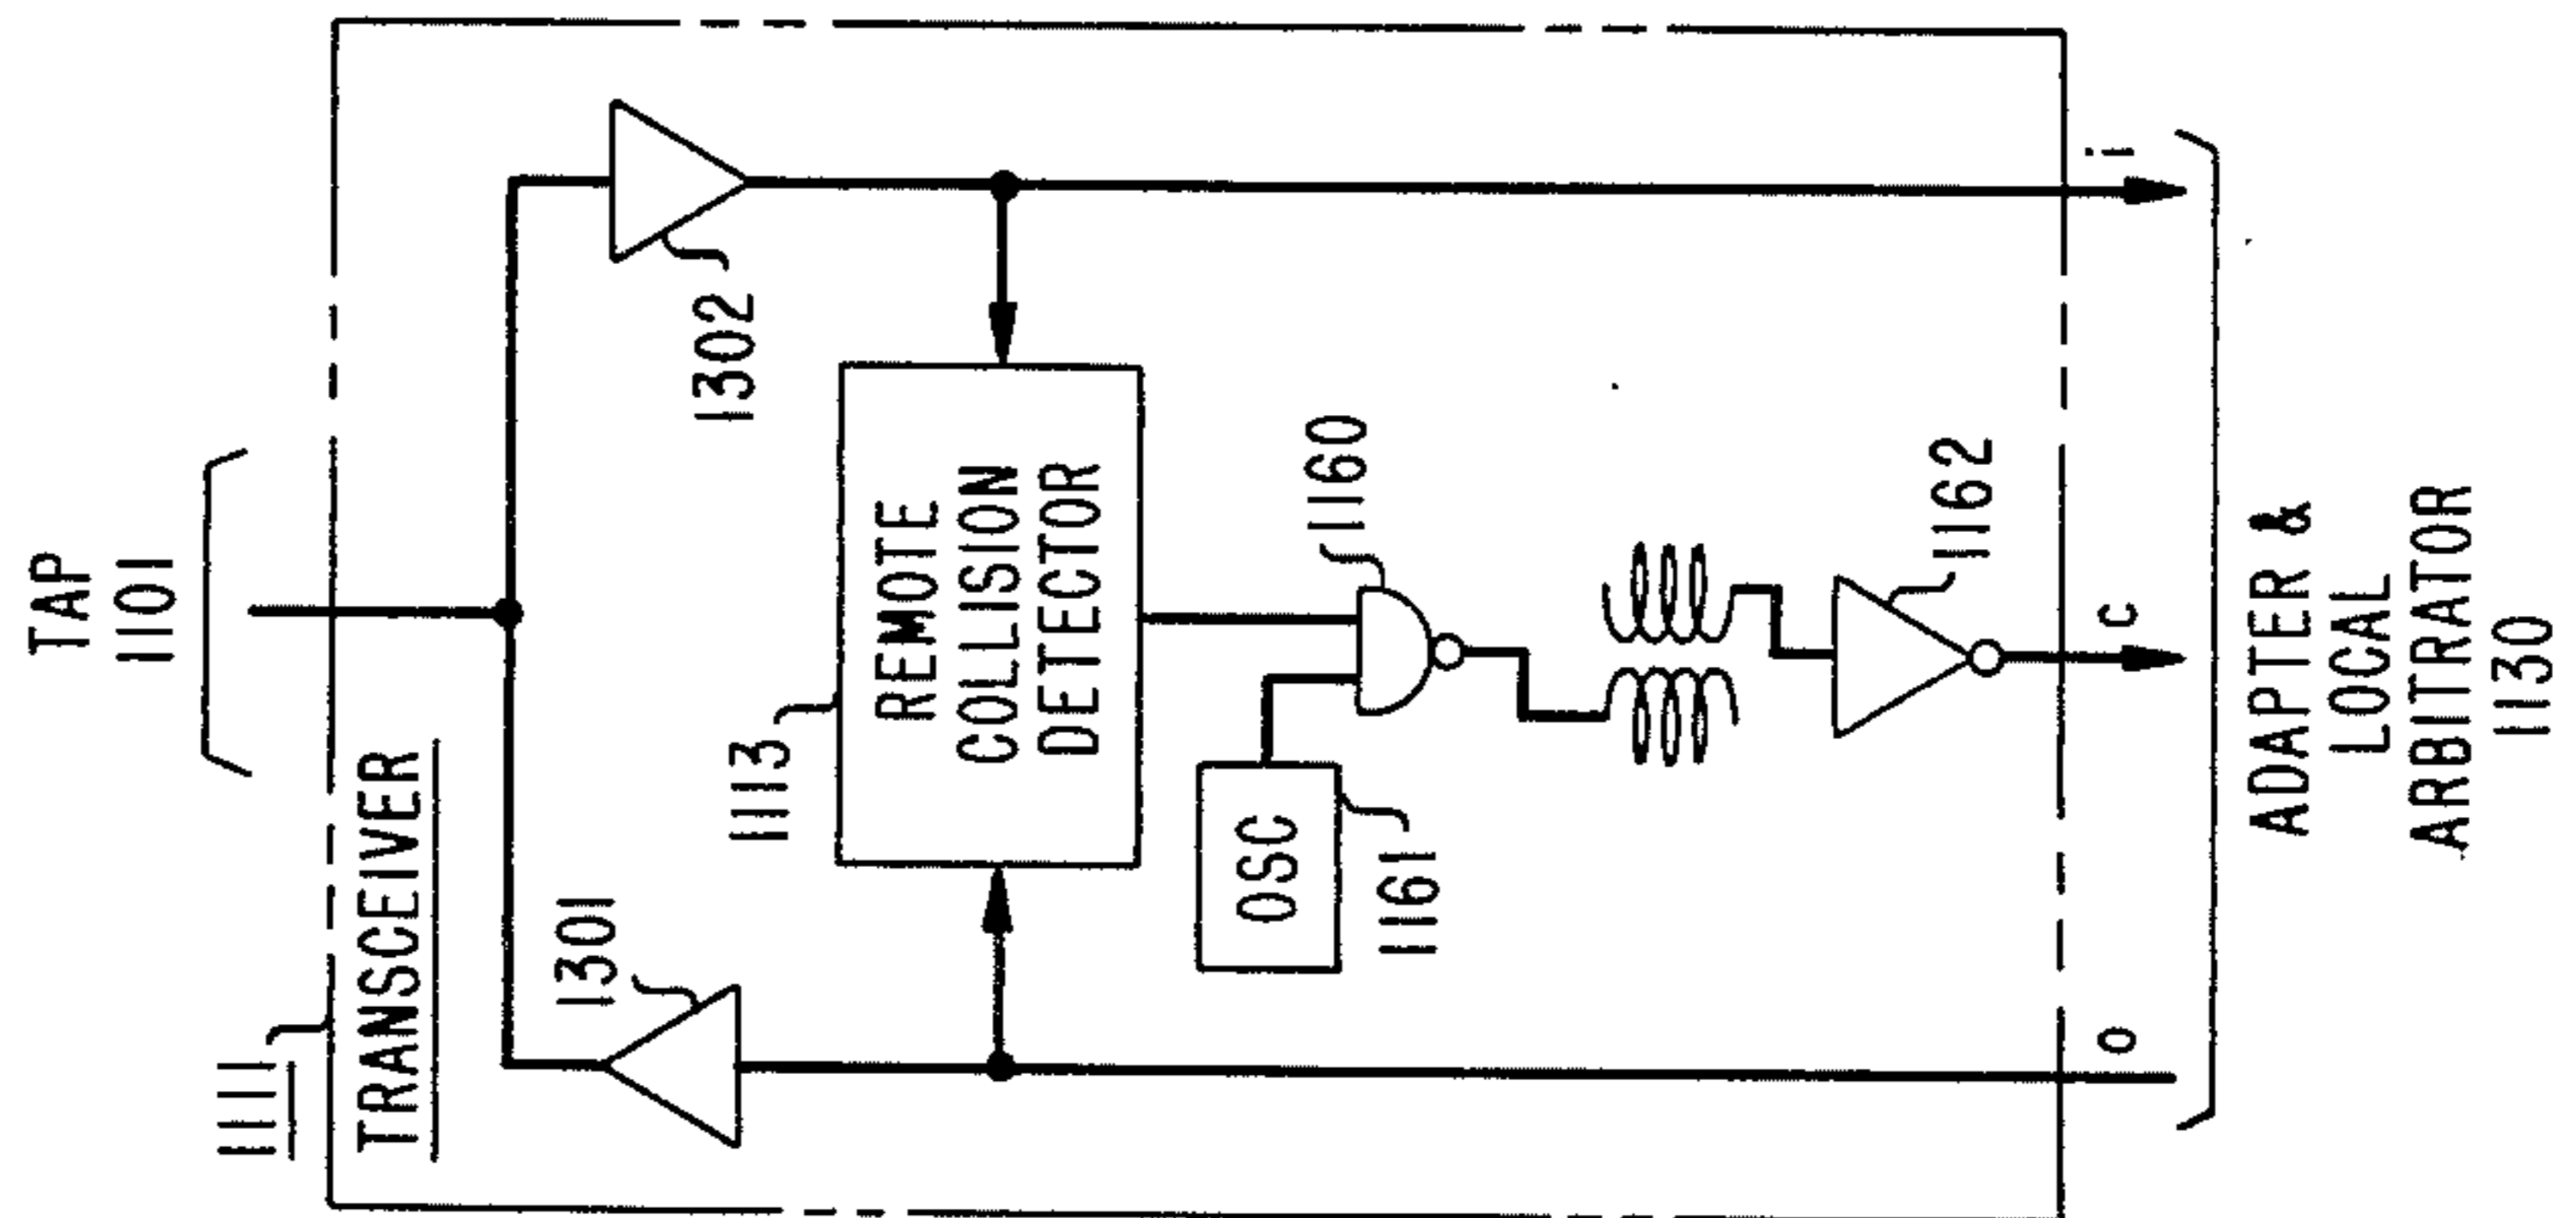 TAP
1101
1111
TRANSCEIVER
1301
1302
1113
REMOTE
COLLISION
DETECTOR
OSC
1161
1160
1162
o
c
i
ADAPTER &
LOCAL
ARBITRATOR
1130